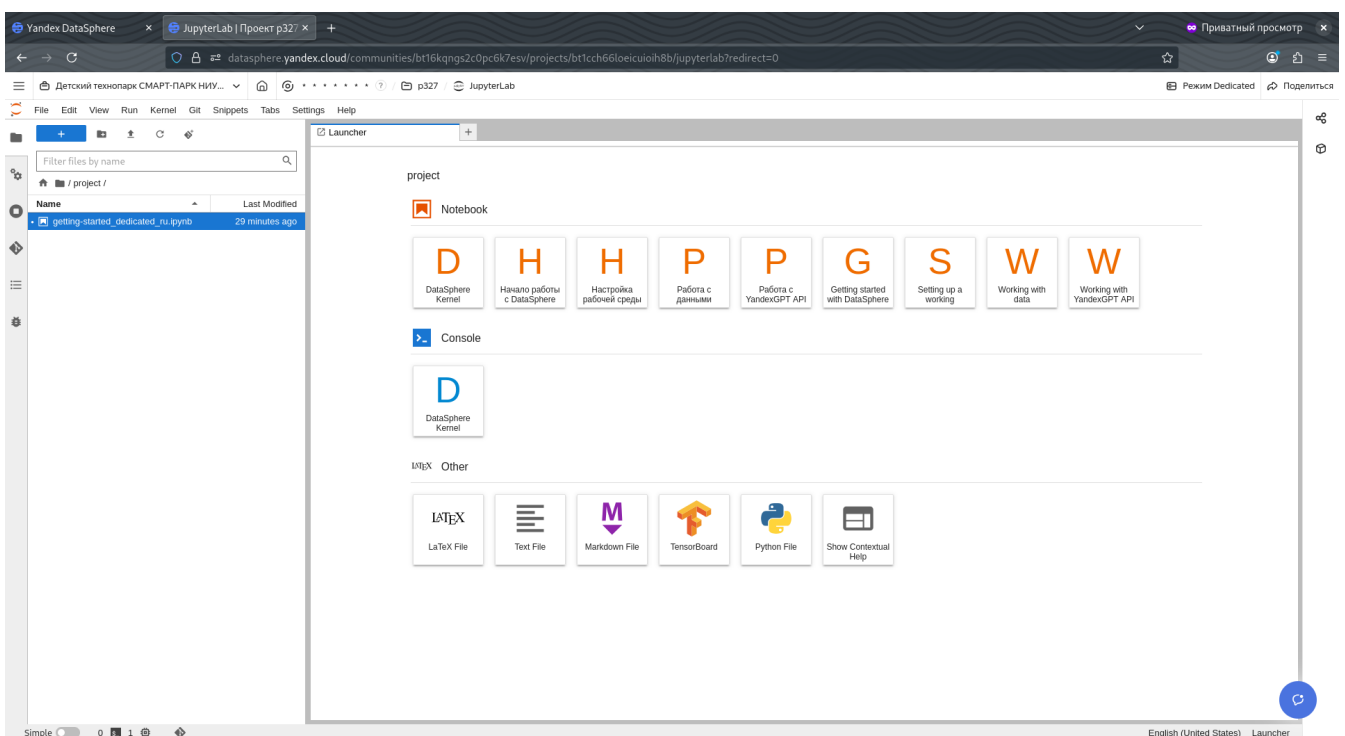 Yandex DataSphere × JupyterLab | Проект p327 × + Приватный просмотр ×
datasphere.yandex.cloud/communities/bt16kqngs2c0pc6k7esv/projects/bt1cch66loeicuioih8b/jupyterlab?redirect=0
Детский технопарк СМАРТ-ПАРК НИУ... ? / p327 / JupyterLab Режим Dedicated Поделиться
File Edit View Run Kernel Git Snippets Tabs Settings Help
+
Launcher +
Filter files by name
/ project /
Name Last Modified
getting-started_dedicated_ru.ipynb 29 minutes ago
project
Notebook
D
DataSphere
Kernel
H
Начало работы
с DataSphere
H
Настройка
рабочей среды
P
Работа с
данными
P
Работа с
YandexGPT API
G
Getting started
with DataSphere
S
Setting up a
working
W
Working with
data
W
Working with
YandexGPT API
Console
D
DataSphere
Kernel
LATEX Other
LATEX
LaTeX File
Text File
M
Markdown File
TensorBoard
Python File
Show Contextual
Help
Simple 0 1 English (United States) Launcher